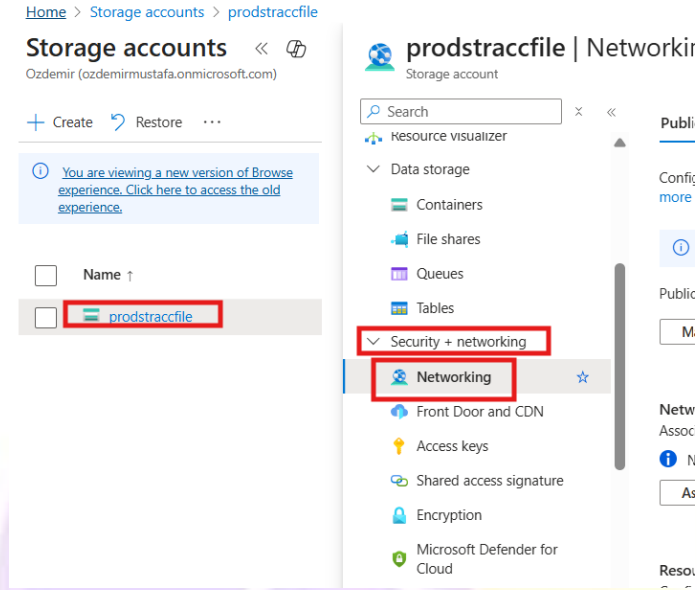 Home > Storage accounts > prodstraccfile
Storage accounts
Ozdemir (ozdemirmustafa.onmicrosoft.com)
Create Restore ...
You are viewing a new version of Browse
experience. Click here to access the old
experience.
Name ↑
prodstraccfile
prodstraccfile | Networkin
Storage account
Search
Resource visualizer
Data storage
Containers
File shares
Queues
Tables
Security + networking
Networking
Front Door and CDN
Access keys
Shared access signature
Encryption
Microsoft Defender for
Cloud
Publi
Config
more
Public
Ma
Netw
Assoc
N
As
Resou